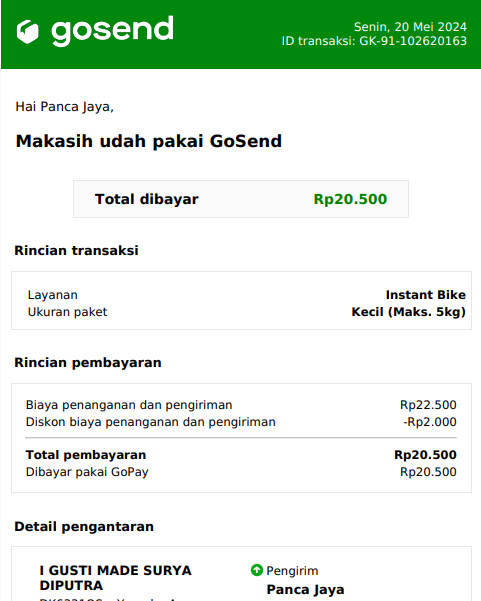 gosend
Senin, 20 Mei 2024
ID transaksi: GK-91-102620163
Hai Panca Jaya,
Makasih udah pakai GoSend
Total dibayar Rp20.500
Rincian transaksi
Layanan Instant Bike
Ukuran paket Kecil (Maks. 5kg)
Rincian pembayaran
Biaya penanganan dan pengiriman Rp22.500
Diskon biaya penanganan dan pengiriman -Rp2.000
Total pembayaran Rp20.500
Dibayar pakai GoPay Rp20.500
Detail pengantaran
I GUSTI MADE SURYA
DIPUTRA
Pengirim
Panca Jaya